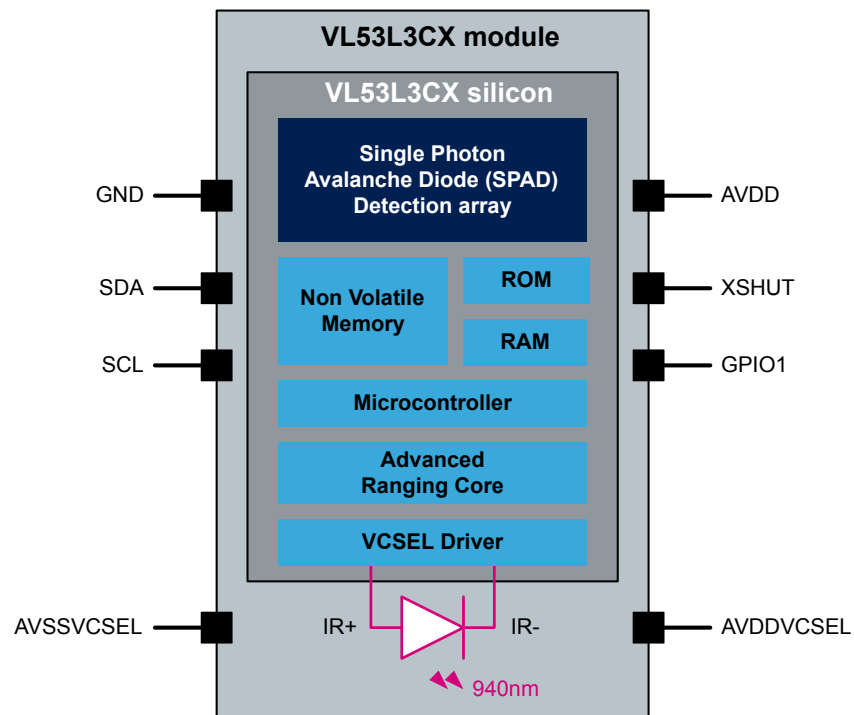 VL53L3CX module
VL53L3CX silicon
Single Photon
Avalanche Diode (SPAD)
Detection array
GND
AVDD
SDA
Non Volatile
Memory
ROM
XSHUT
RAM
SCL
GPIO1
Microcontroller
Advanced
Ranging Core
VCSEL Driver
AVSSVCSEL
IR+
IR-
AVDDVCSEL
940nm